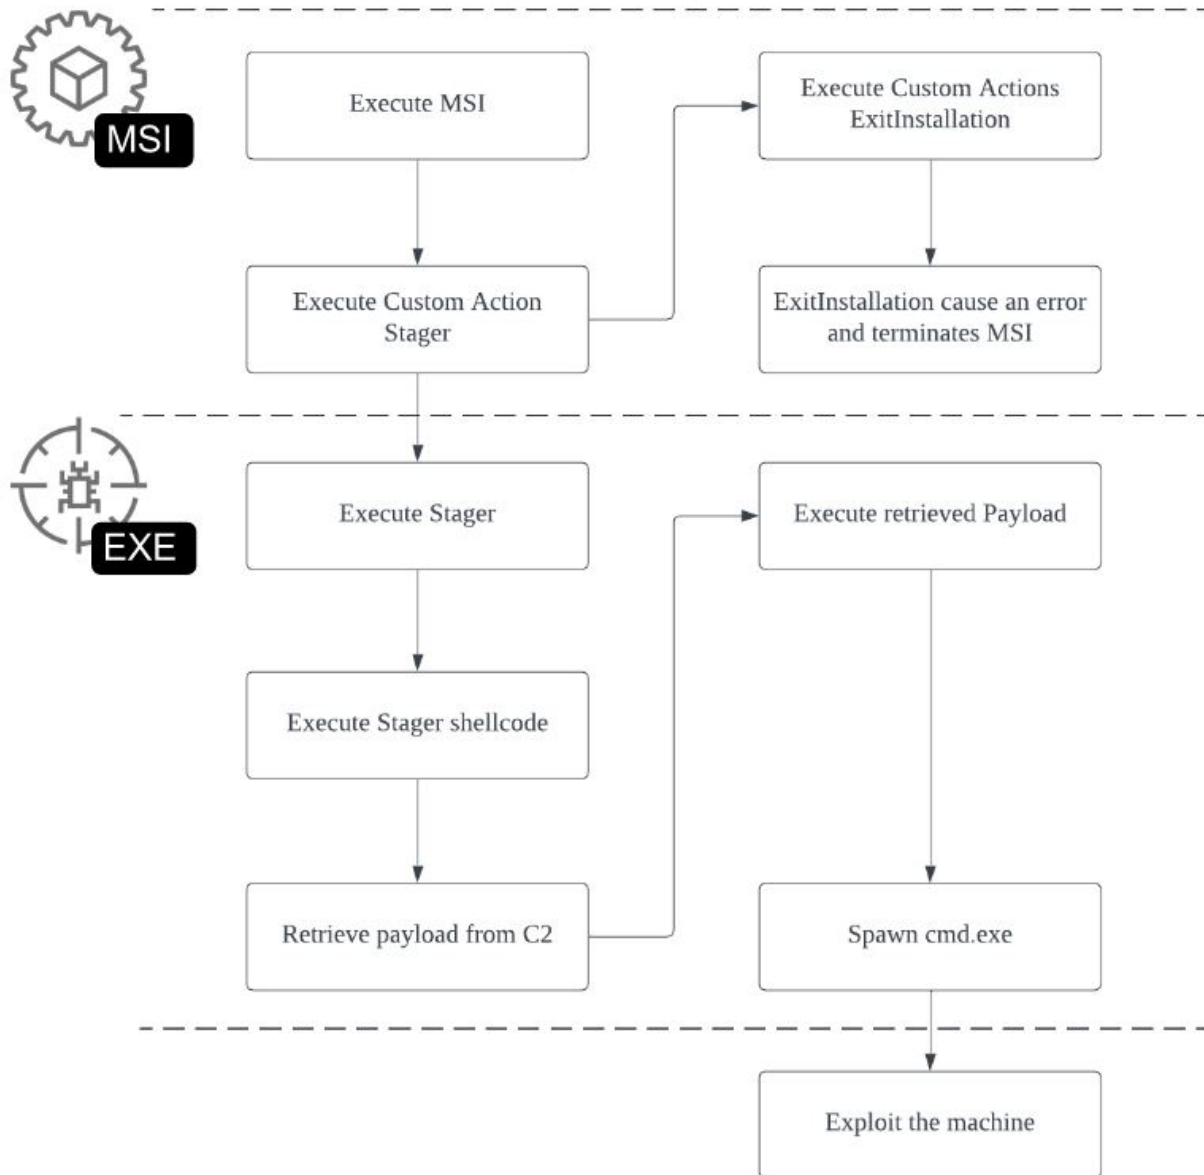 MSI
Execute MSI
Execute Custom Actions
ExitInstallation
Execute Custom Action
Stager
ExitInstallation cause an error
and terminates MSI
EXE
Execute Stager
Execute retrieved Payload
Execute Stager shellcode
Retrieve payload from C2
Spawn cmd.exe
Exploit the machine